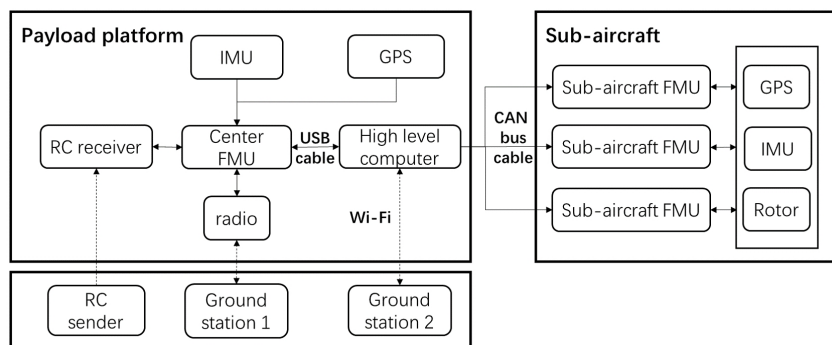 Payload platform
IMU
GPS
RC receiver
Center
FMU
USB
cable
High level
computer
radio
Wi-Fi
RC
sender
Ground
station 1
Ground
station 2
CAN
bus
cable
Sub-aircraft
Sub-aircraft FMU
GPS
Sub-aircraft FMU
IMU
Sub-aircraft FMU
Rotor